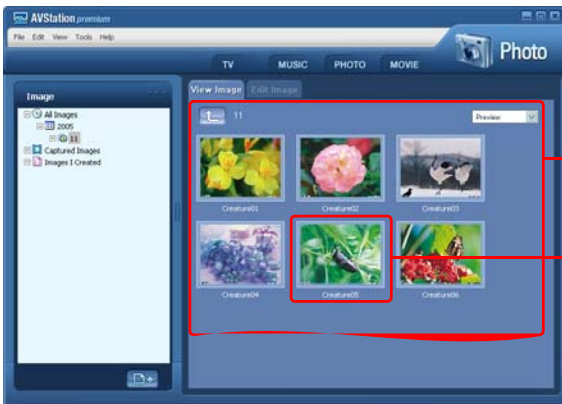 AVStation premium
File Edit View Tools Help
TV MUSIC PHOTO MOVIE
Photo
Image
View Image Edit Image
All Images
2005
11
Captured Images
Images I Created
11
Preview
Creature01 Creature02 Creature03
Creature04 Creature05 Creature06